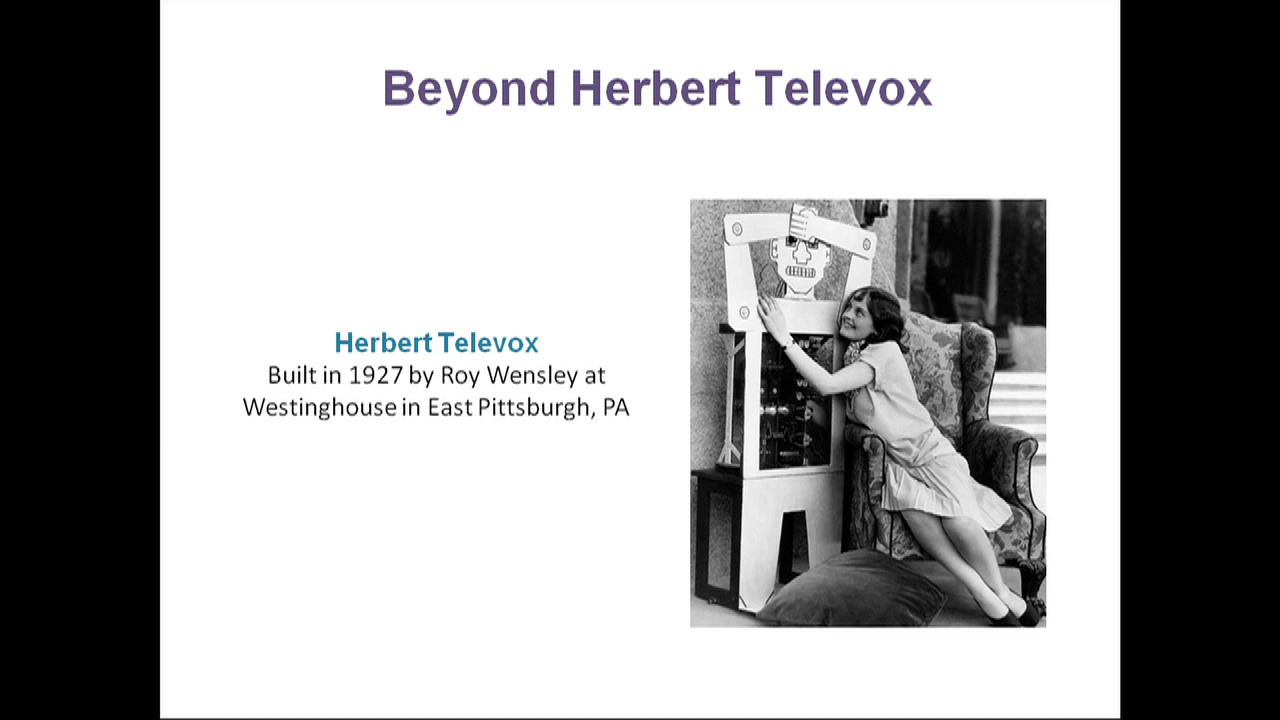 Beyond Herbert Televox
Herbert Televox
Built in 1927 by Roy Wensley at
Westinghouse in East Pittsburgh, PA